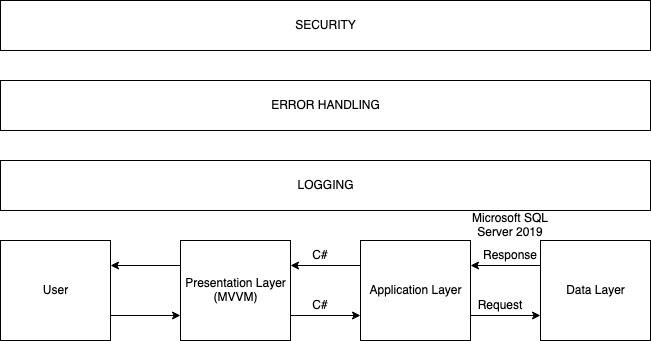 SECURITY
ERROR HANDLING
LOGGING
Microsoft SQL
Server 2019
C#
Response
User
Presentation Layer
(MVVM)
Application Layer
Data Layer
C#
Request